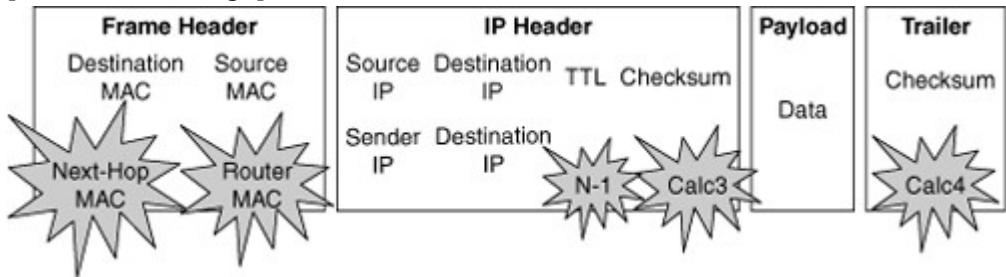 Frame Header IP Header Payload Trailer
Destination MAC Source MAC Source IP Destination IP TTL Checksum Data Checksum
Next-Hop MAC Router MAC Sender IP Destination IP N-1 Calc3 Calc4